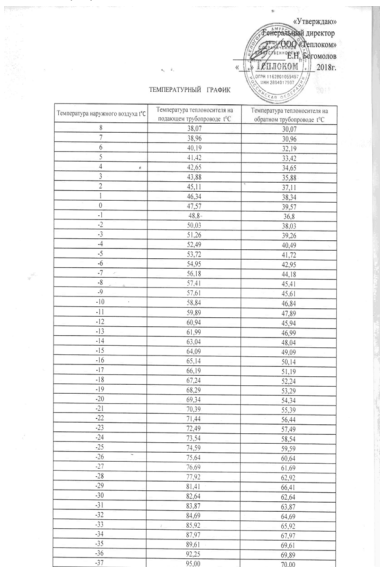 «Утверждаю»
Генеральный директор
ООО «Теплоком»
Е.Н. Богомолов
2018г.
ТЕПЛОКОМ
ТЕМПЕРАТУРНЫЙ ГРАФИК
Температура наружного воздуха t⁰C Температура теплоносителя на подающем трубопроводе t⁰C Температура теплоносителя на обратном трубопроводе t⁰C
8 38,07 30,07
7 38,96 30,96
6 40,19 32,19
5 41,42 33,42
4 42,65 34,65
3 43,88 35,88
2 45,11 37,11
1 46,34 38,34
0 47,57 39,57
-1 48,8 36,8
-2 50,03 38,03
-3 51,26 39,26
-4 52,49 40,49
-5 53,72 41,72
-6 54,95 42,95
-7 56,18 44,18
-8 57,41 45,41
-9 57,61 45,61
-10 58,84 46,84
-11 59,89 47,89
-12 60,94 45,94
-13 61,99 46,99
-14 63,04 48,04
-15 64,09 49,09
-16 65,14 50,14
-17 66,19 51,19
-18 67,24 52,24
-19 68,29 53,29
-20 69,34 54,34
-21 70,39 55,39
-22 71,44 56,44
-23 72,49 57,49
-24 73,54 58,54
-25 74,59 59,59
-26 75,64 60,64
-27 76,69 61,69
-28 77,92 62,92
-29 81,41 66,41
-30 82,64 62,64
-31 83,87 63,87
-32 84,69 64,69
-33 85,92 65,92
-34 87,97 67,97
-35 89,61 69,61
-36 92,25 69,89
-37 95,00 70,00